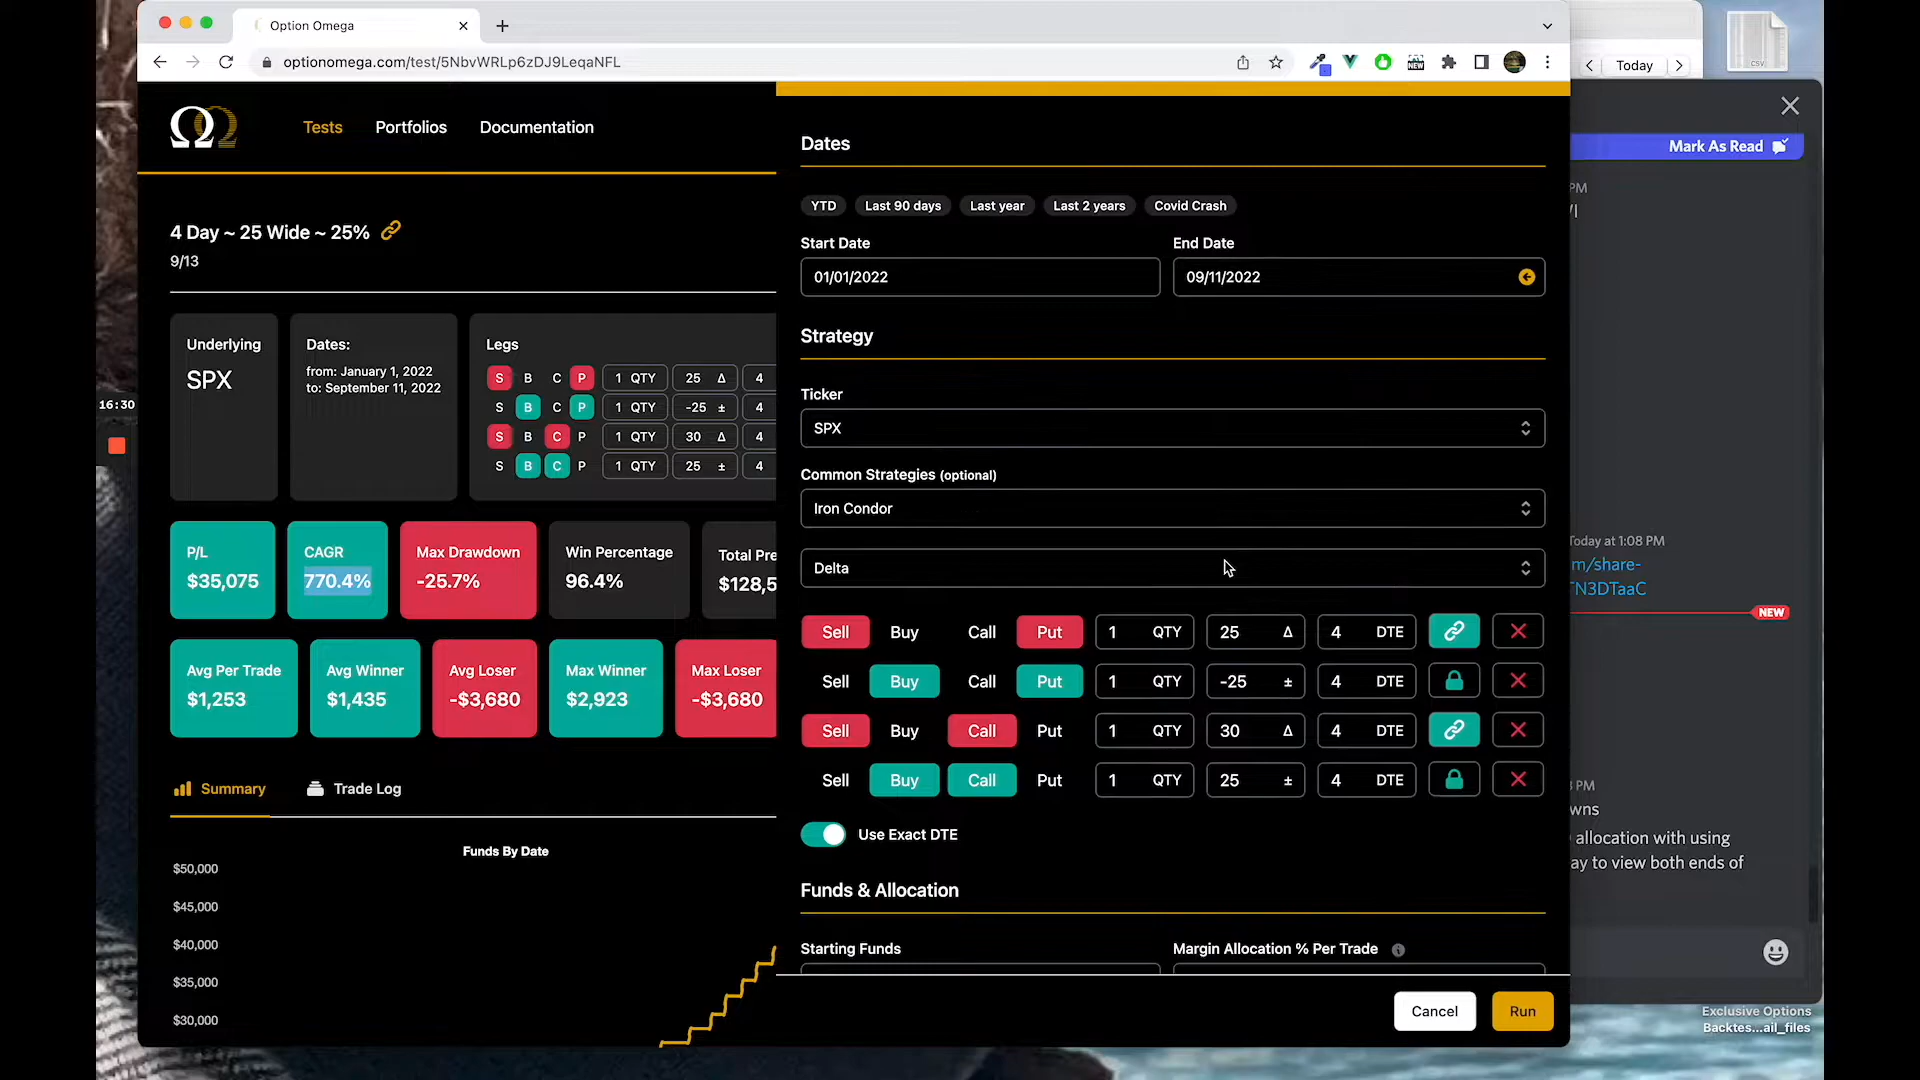 Option Omega
optionomega.com/test/5NbvWRLp6zDJ9LeqaNFL
NEW
Today
CSV
Tests
Portfolios
Documentation
4 Day ~ 25 Wide ~ 25%
9/13
Underlying
SPX
Dates:
from: January 1, 2022
to: September 11, 2022
Legs
S B C P 1 QTY 25 Δ 4
S B C P 1 QTY -25 ± 4
S B C P 1 QTY 30 Δ 4
S B C P 1 QTY 25 ± 4
16:30
P/L
$35,075
CAGR
770.4%
Max Drawdown
-25.7%
Win Percentage
96.4%
Total Pre
$128,5
Avg Per Trade
$1,253
Avg Winner
$1,435
Avg Loser
-$3,680
Max Winner
$2,923
Max Loser
-$3,680
Summary
Trade Log
Funds By Date
$50,000
$45,000
$40,000
$35,000
$30,000
Dates
YTD
Last 90 days
Last year
Last 2 years
Covid Crash
Start Date
01/01/2022
End Date
09/11/2022
Strategy
Ticker
SPX
Common Strategies (optional)
Iron Condor
Delta
Sell Buy Call Put 1 QTY 25 Δ 4 DTE
Sell Buy Call Put 1 QTY -25 ± 4 DTE
Sell Buy Call Put 1 QTY 30 Δ 4 DTE
Sell Buy Call Put 1 QTY 25 ± 4 DTE
Use Exact DTE
Funds & Allocation
Starting Funds
Margin Allocation % Per Trade
Cancel
Run
Mark As Read
PM
Today at 1:08 PM
m/share-
TN3DTaaC
NEW
PM
wns
allocation with using
ay to view both ends of
Exclusive Options
Backtes...ail_files